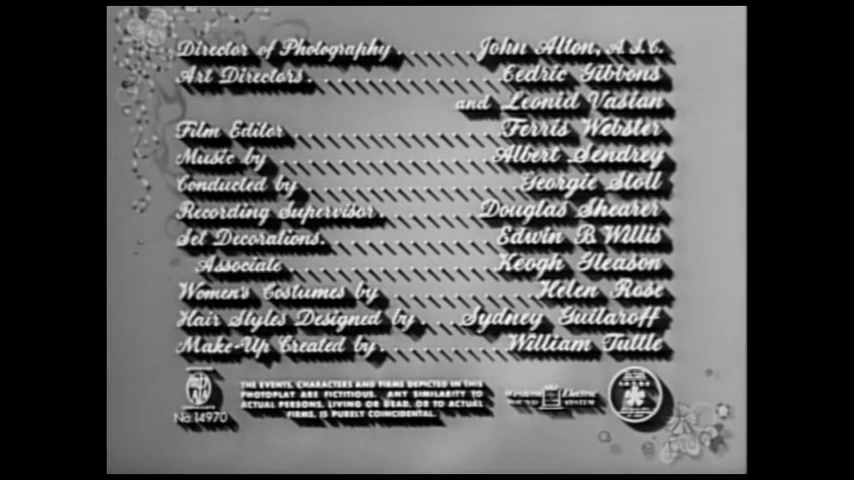 Director of Photography . . . . . . . John Alton, A.S.C.
Art Directors . . . . . . . . . . . . . . . . Cedric Gibbons
and Leonid Vasian
Film Editor . . . . . . . . . . . . . . . . . . Ferris Webster
Music by . . . . . . . . . . . . . . . . . . . Albert Sendrey
Conducted by . . . . . . . . . . . . . . . . . Georgie Stoll
Recording Supervisor . . . . . . . . . Douglas Shearer
Set Decorations . . . . . . . . . . . . . . Edwin B. Willis
Associate . . . . . . . . . . . . . . . . . Keogh Gleason
Women's Costumes by . . . . . . . . . . . . Helen Rose
Hair Styles Designed by . . . . Sydney Guilaroff
Make-Up Created by . . . . . . . . . . William Tuttle
No. 14970
THE EVENTS, CHARACTERS AND FIRMS DEPICTED IN THIS
PHOTOPLAY ARE FICTITIOUS. ANY SIMILARITY TO
ACTUAL PERSONS, LIVING OR DEAD, OR TO ACTUAL
FIRMS, IS PURELY COINCIDENTAL.
Western Electric
SOUND SYSTEM